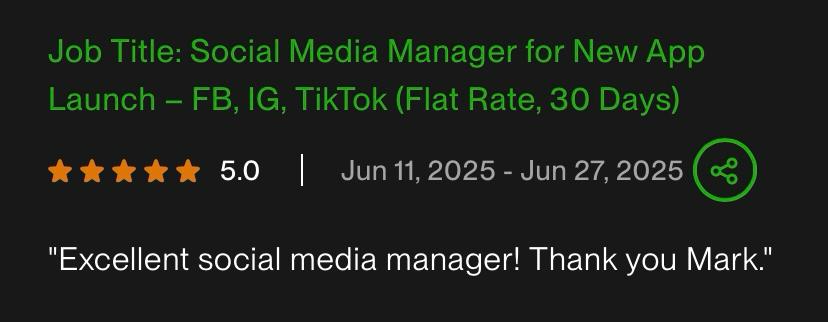 Job Title: Social Media Manager for New App
Launch – FB, IG, TikTok (Flat Rate, 30 Days)
5.0 | Jun 11, 2025 - Jun 27, 2025
"Excellent social media manager! Thank you Mark."